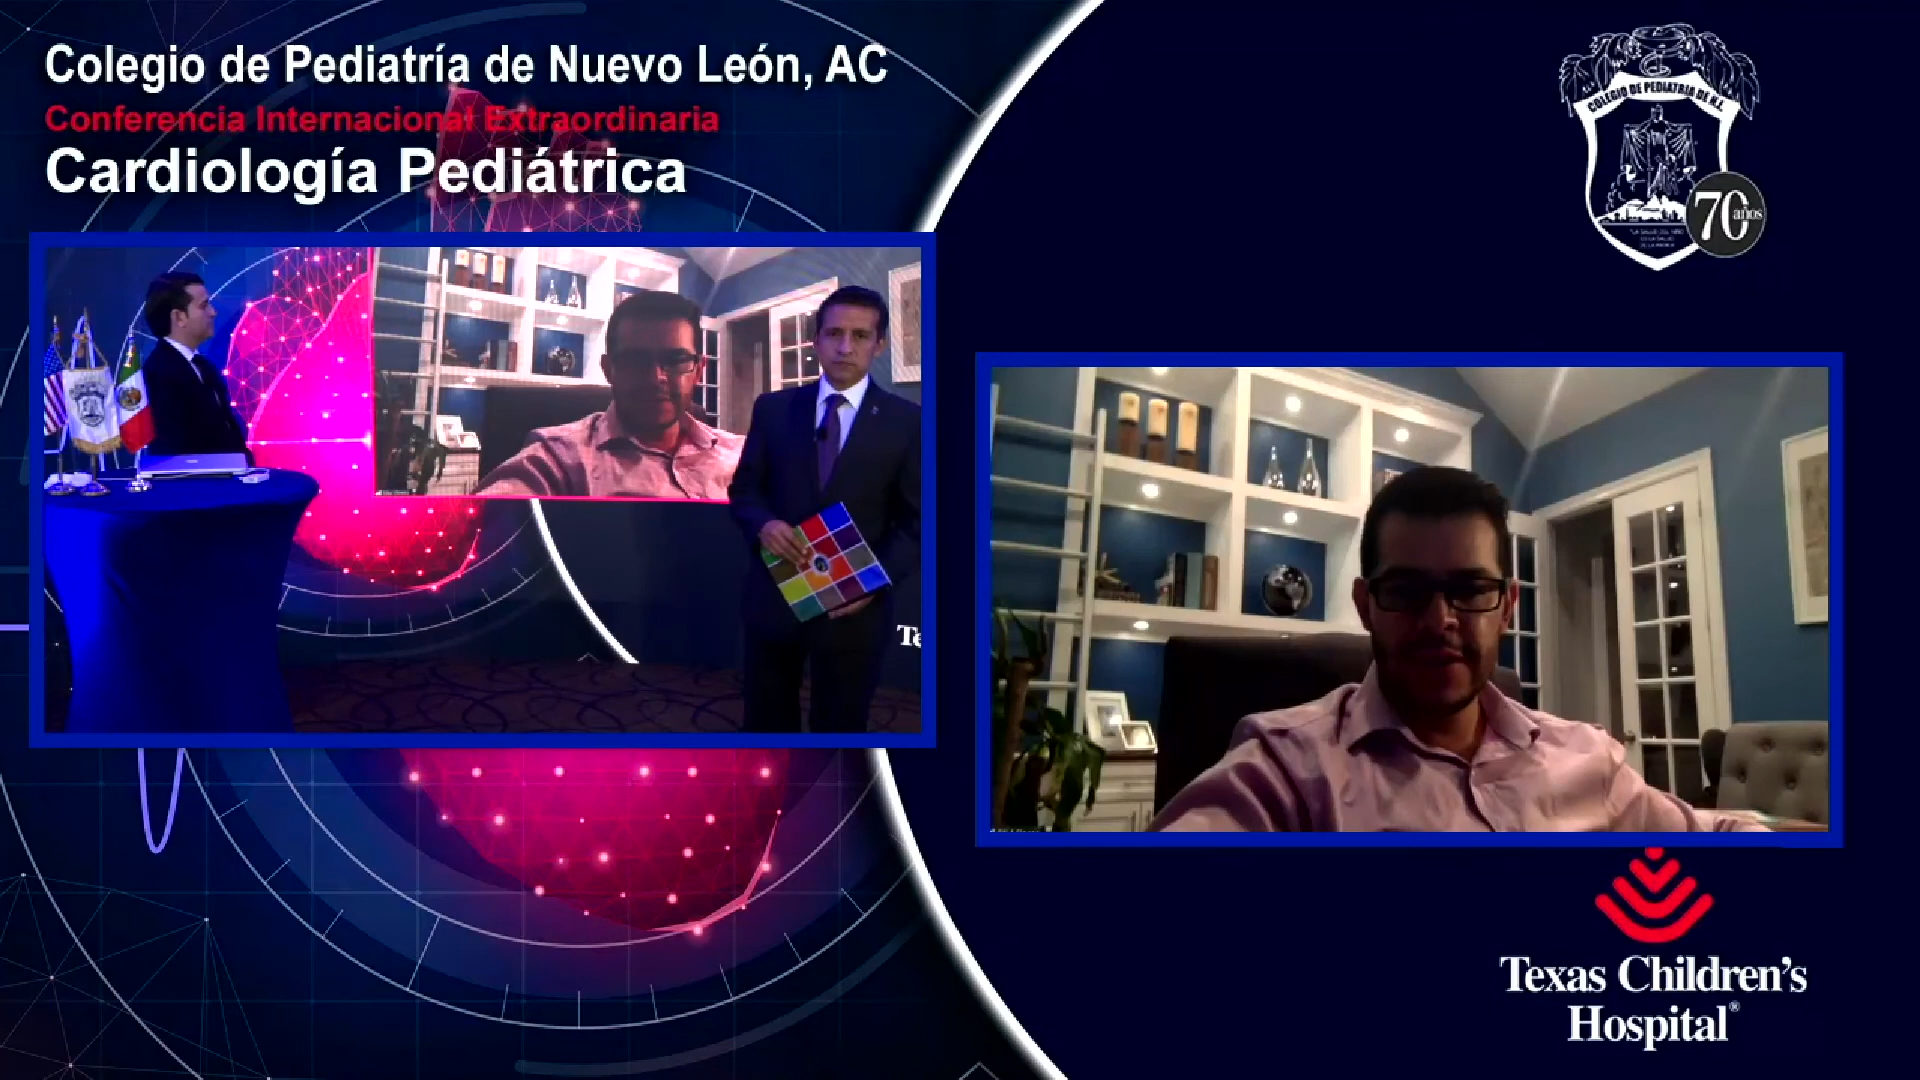 Colegio de Pediatría de Nuevo León, AC
Conferencia Internacional Extraordinaria
Cardiología Pediátrica
COLEGIO DE PEDIATRIA DE N.L.
70 años
Te
Texas Children's
Hospital®